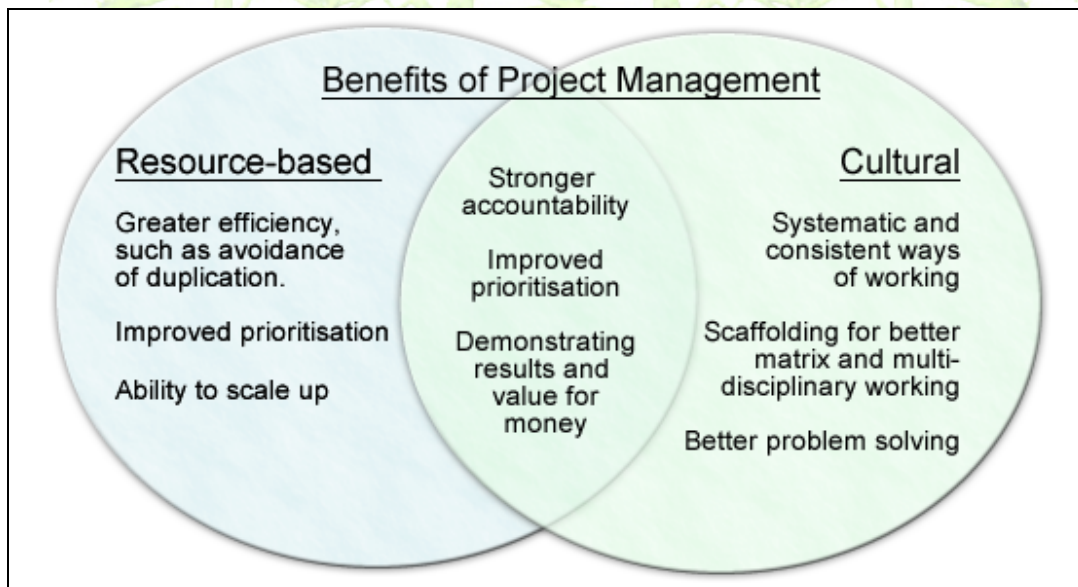 Benefits of Project Management
Resource-based
Greater efficiency,
such as avoidance
of duplication.
Improved prioritisation
Ability to scale up
Stronger
accountability
Improved
prioritisation
Demonstrating
results and
value for
money
Cultural
Systematic and
consistent ways
of working
Scaffolding for better
matrix and multi-
disciplinary working
Better problem solving